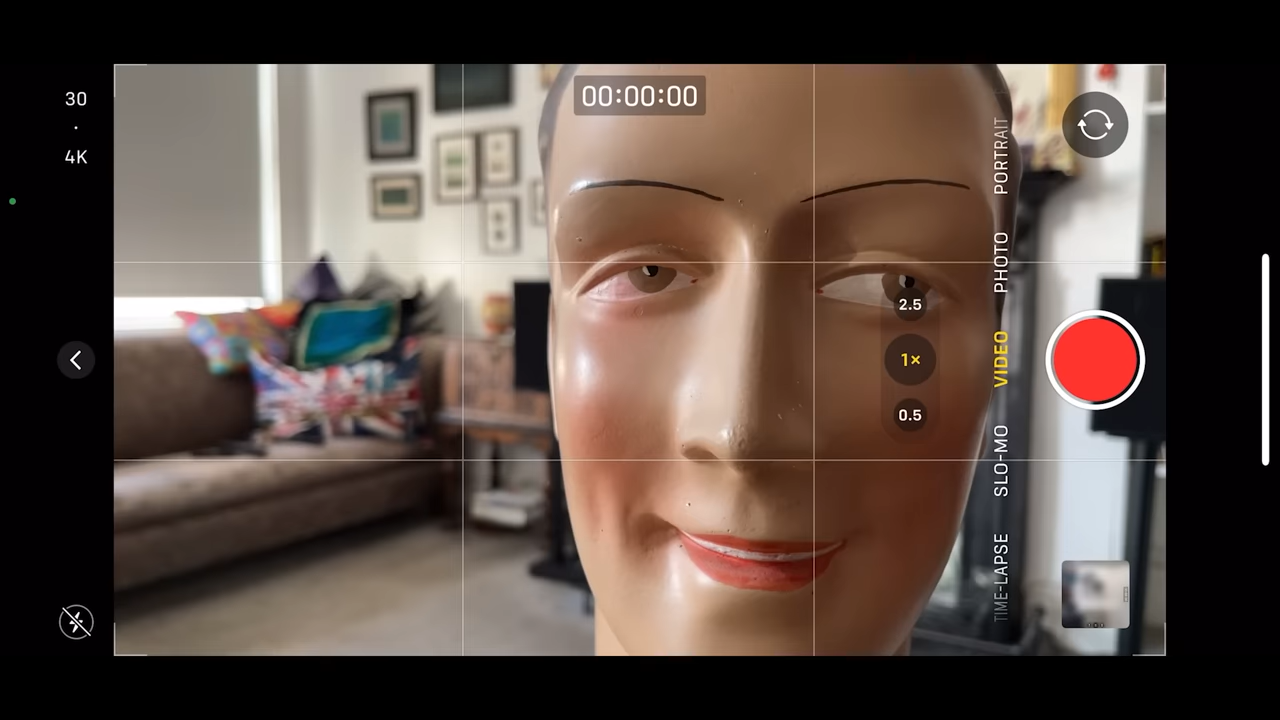 30
·
4K
00:00:00
PORTRAIT
PHOTO
VIDEO
SLO-MO
TIME-LAPSE
2.5
1×
0.5